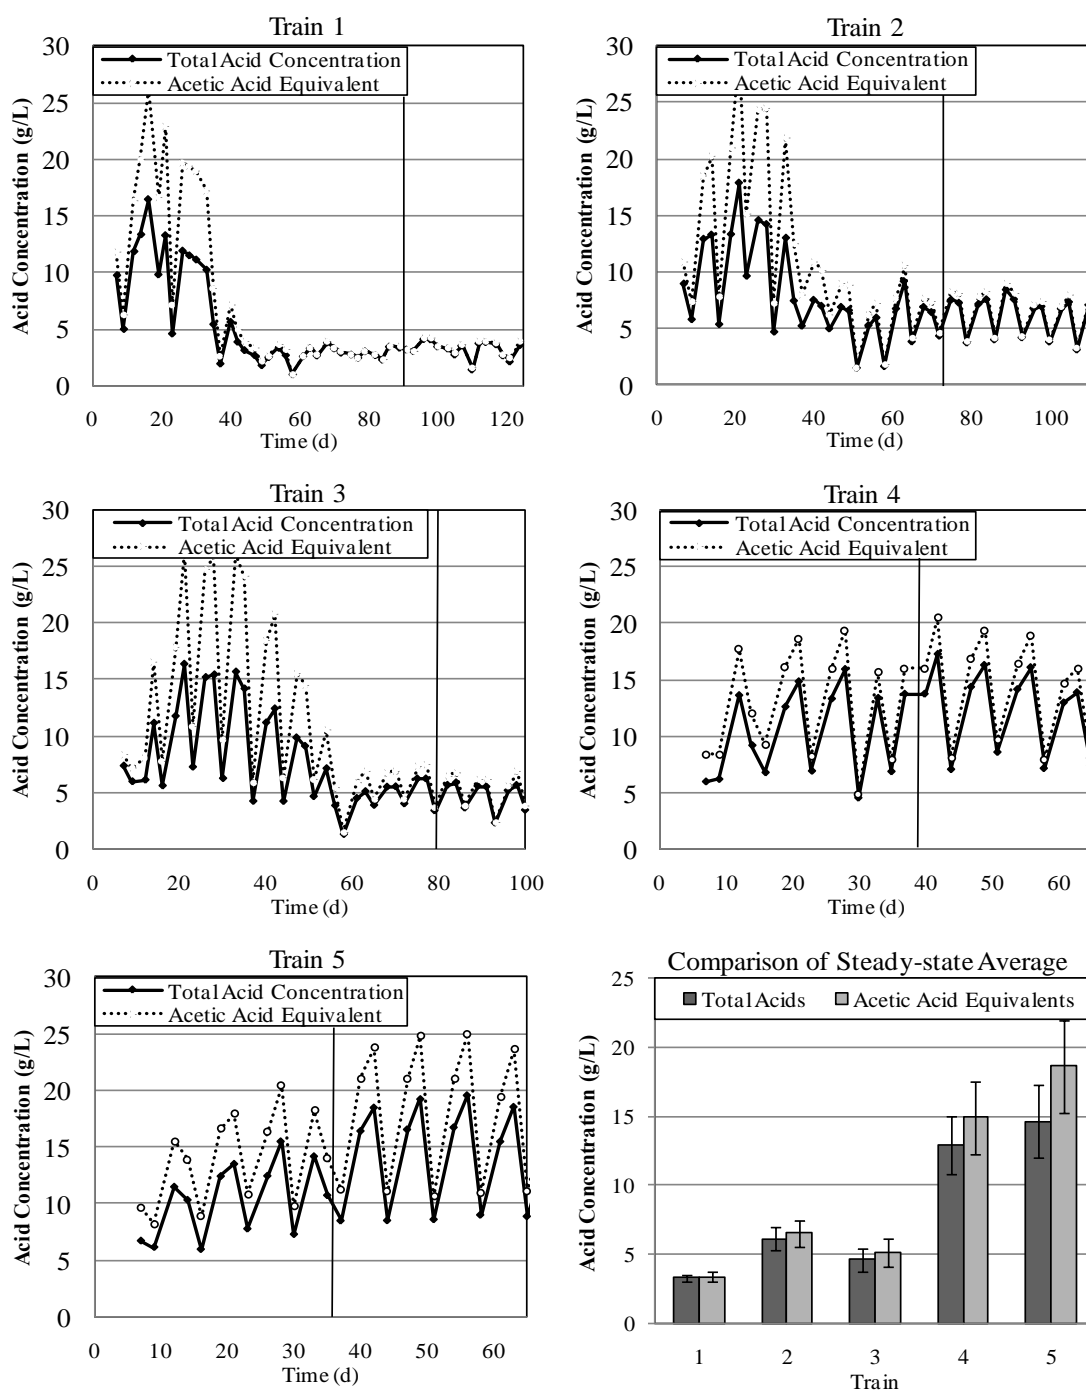 Train 1
30
25
20
15
10
5
0
Acid Concentration (g/L)
Total Acid Concentration
Acetic Acid Equivalent
0 20 40 60 80 100 120
Time (d)
Train 2
30
25
20
15
10
5
0
Acid Concentration (g/L)
Total Acid Concentration
Acetic Acid Equivalent
0 20 40 60 80 100
Time (d)
Train 3
30
25
20
15
10
5
0
Acid Concentration (g/L)
Total Acid Concentration
Acetic Acid Equivalent
0 20 40 60 80 100
Time (d)
Train 4
30
25
20
15
10
5
0
Acid Concentration (g/L)
Total Acid Concentration
Acetic Acid Equivalent
0 10 20 30 40 50 60
Time (d)
Train 5
30
25
20
15
10
5
0
Acid Concentration (g/L)
Total Acid Concentration
Acetic Acid Equivalent
0 10 20 30 40 50 60
Time (d)
Comparison of Steady-state Average
25
20
15
10
5
0
Acid Concentration (g/L)
Total Acids Acetic Acid Equivalents
1 2 3 4 5
Train